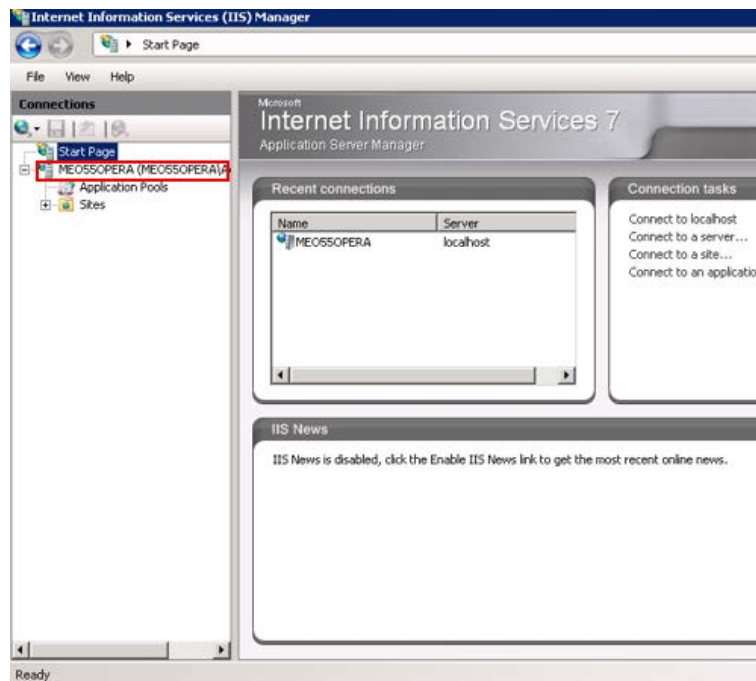 Internet Information Services (IIS) Manager
Start Page
File View Help
Connections
Start Page
MEO55OPERA (MEO55OPERA\A
Application Pools
Sites
Microsoft
Internet Information Services 7
Application Server Manager
Recent connections
Name Server
MEO55OPERA localhost
Connection tasks
Connect to localhost
Connect to a server...
Connect to a site...
Connect to an applicatio
IIS News
IIS News is disabled, click the Enable IIS News link to get the most recent online news.
Ready